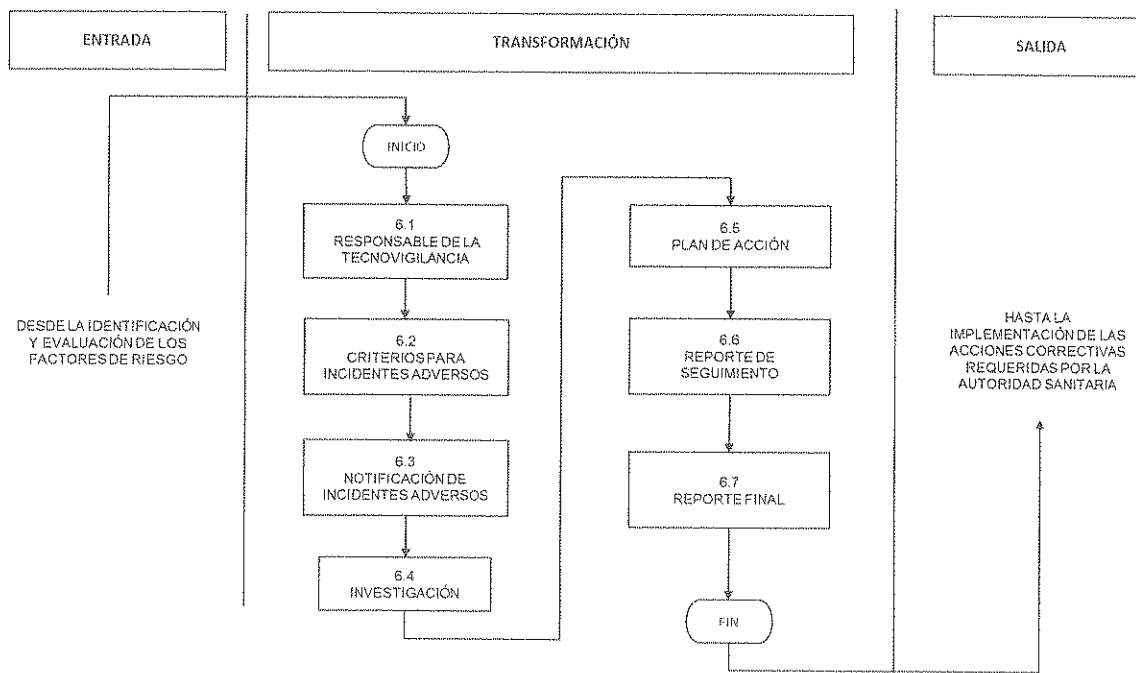 ENTRADA
TRANSFORMACIÓN
SALIDA
DESDE LA IDENTIFICACIÓN
Y EVALUACIÓN DE LOS
FACTORES DE RIESGO
INICIO
6.1
RESPONSABLE DE LA
TECNOVIGILANCIA
6.2
CRITERIOS PARA
INCIDENTES ADVERSOS
6.3
NOTIFICACIÓN DE
INCIDENTES ADVERSOS
6.4
INVESTIGACIÓN
6.5
PLAN DE ACCIÓN
6.6
REPORTE DE
SEGUIMIENTO
6.7
REPORTE FINAL
FIN
HASTA LA
IMPLEMENTACIÓN DE LAS
ACCIONES CORRECTIVAS
REQUERIDAS POR LA
AUTORIDAD SANITARIA